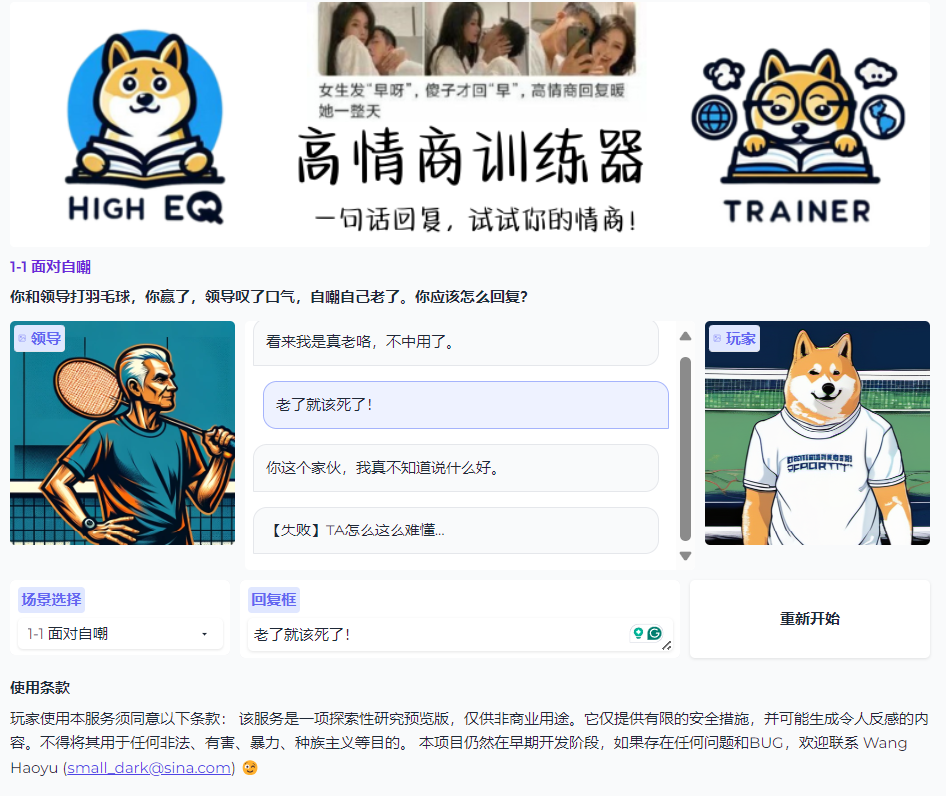 女生发“早呀”，傻子才回“早”，高情商回复暖
她一整天
高情商训练器
一句话回复，试试你的情商！
HIGH EQ
TRAINER
1-1 面对自嘲
你和领导打羽毛球，你赢了，领导叹了口气，自嘲自己老了。你应该怎么回复？
领导
看来我是真老咯，不中用了。
老了就该死了！
你这个家伙，我真不知道说什么好。
【失败】TA怎么这么难懂...
玩家
场景选择
1-1 面对自嘲
回复框
老了就该死了！
重新开始
使用条款
玩家使用本服务须同意以下条款： 该服务是一项探索性研究预览版，仅供非商业用途。它仅提供有限的安全措施，并可能生成令人反感的内
容。不得将其用于任何非法、有害、暴力、种族主义等目的。 本项目仍然在早期开发阶段，如果存在任何问题和BUG，欢迎联系 Wang
Haoyu (small_dark@sina.com) 😉